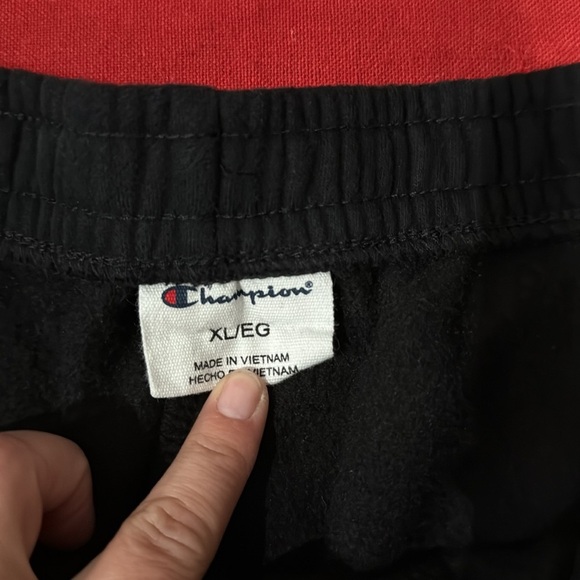 Champion®
XL/EG
MADE IN VIETNAM
HECHO VIETNAM